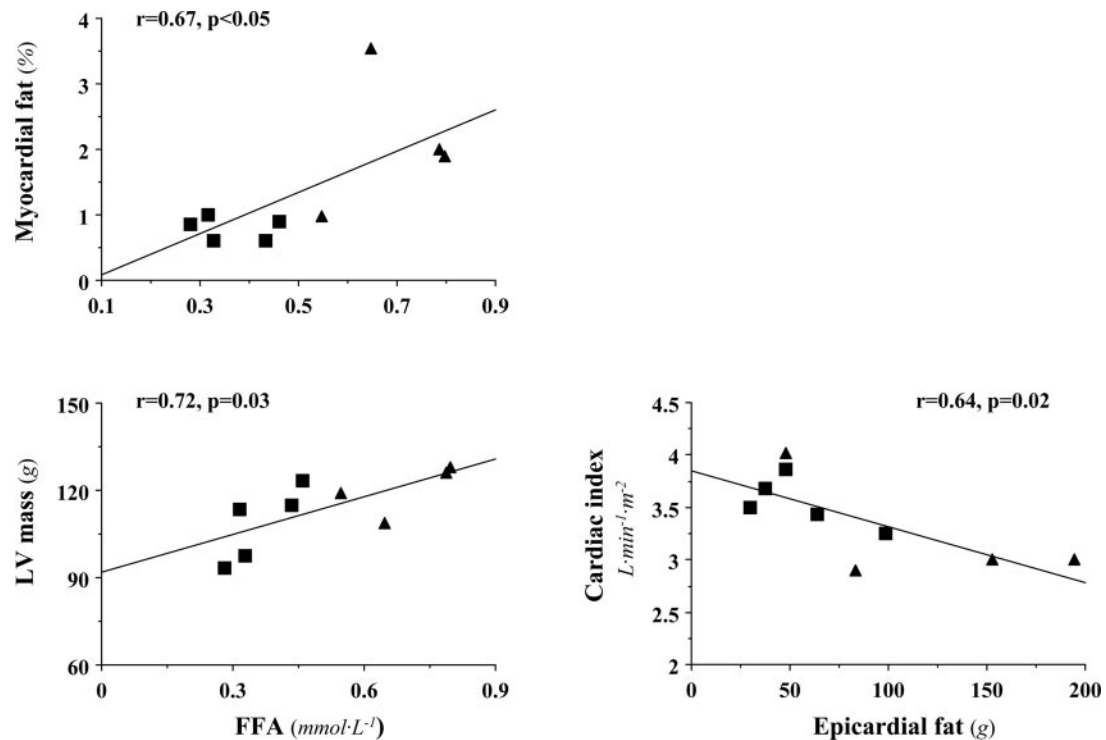 r=0.67, p<0.05
Myocardial fat (%)
4
3
2
1
0
0.1 0.3 0.5 0.7 0.9
r=0.72, p=0.03
LV mass (g)
150
120
90
60
0 0.3 0.6 0.9
FFA (mmol·L⁻¹)
r=0.64, p=0.02
Cardiac index
L·min⁻¹·m⁻²
4.5
4
3.5
3
2.5
2
0 50 100 150 200
Epicardial fat (g)